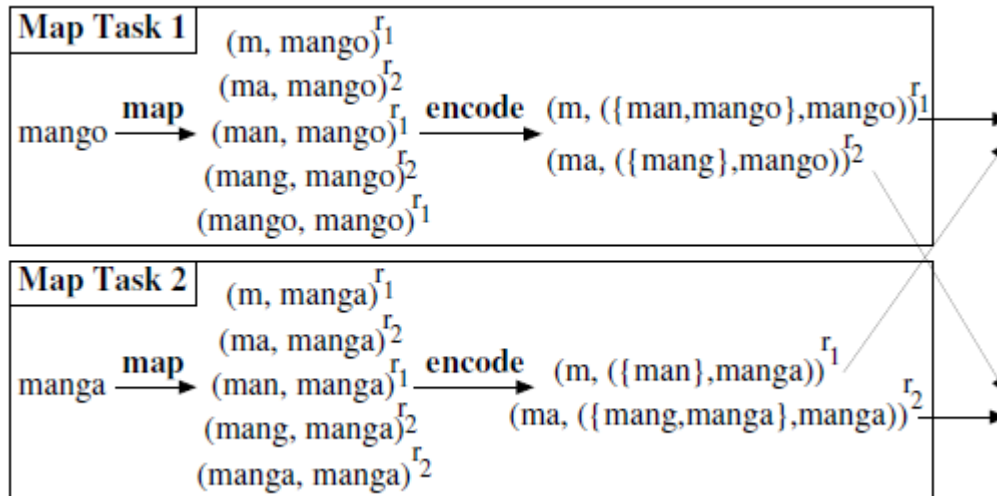 Map Task 1
(m, mango)^r1
(ma, mango)^r2
mango map (man, mango)^r1 encode (m, ({man,mango},mango))^r1
(mang, mango)^r2 (ma, ({mang},mango))^r2
(mango, mango)^r1
Map Task 2
(m, manga)^r1
(ma, manga)^r2
manga map (man, manga)^r1 encode (m, ({man},manga))^r1
(mang, manga)^r2 (ma, ({mang,manga},manga))^r2
(manga, manga)^r2